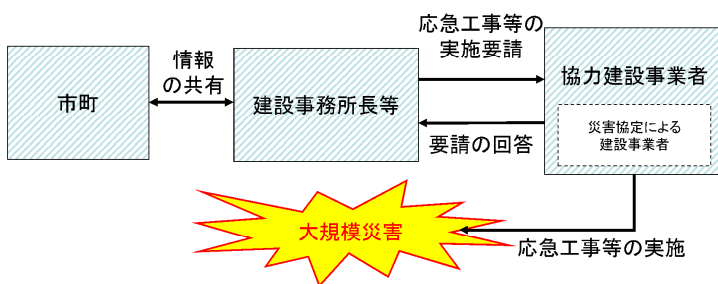 市町
情報
の共有
建設事務所長等
応急工事等の
実施要請
要請の回答
協力建設事業者
災害協定による
建設事業者
大規模災害
応急工事等の実施